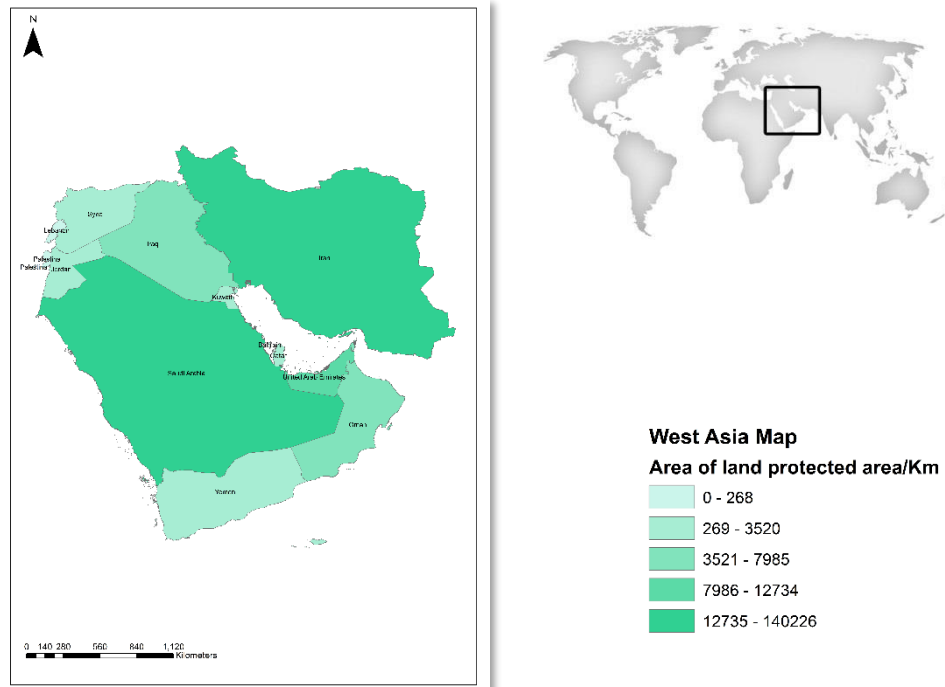 N
Syria
Lebanon
Iraq
Iran
Palestine
Palestine
Jordan
Kuwait
Bahrain
Qatar
Saudi Arabia
United Arab Emirates
Oman
Yemen
0 140 280 560 840 1,120
Kilometers
West Asia Map
Area of land protected area/Km
0 - 268
269 - 3520
3521 - 7985
7986 - 12734
12735 - 140226